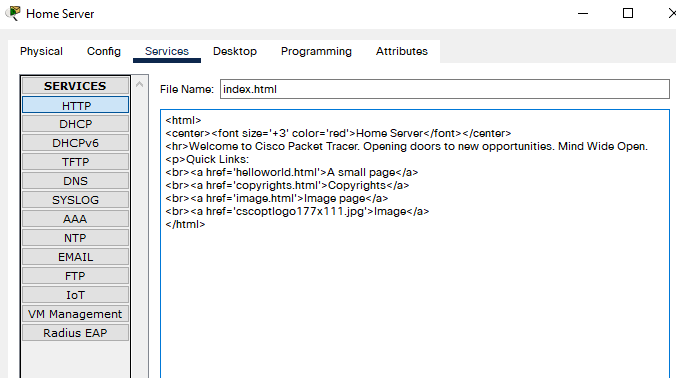 Home Server
Physical Config Services Desktop Programming Attributes
SERVICES
HTTP
DHCP
DHCPv6
TFTP
DNS
SYSLOG
AAA
NTP
EMAIL
FTP
IoT
VM Management
Radius EAP
File Name: index.html
<html>
<center><font size='+3' color='red'>Home Server</font></center>
<hr>Welcome to Cisco Packet Tracer. Opening doors to new opportunities. Mind Wide Open.
<p>Quick Links:
<br><a href='helloworld.html'>A small page</a>
<br><a href='copyrights.html'>Copyrights</a>
<br><a href='image.html'>Image page</a>
<br><a href='cscoptlogo177x111.jpg'>Image</a>
</html>